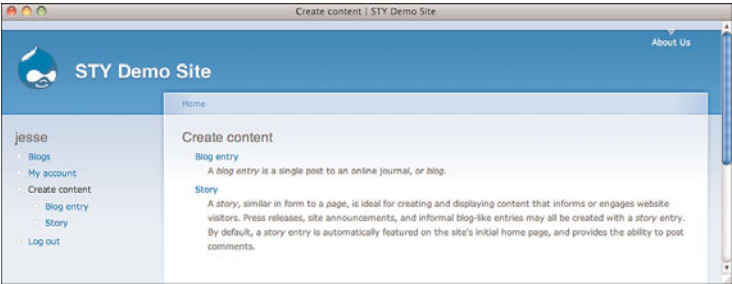 Create content | STY Demo Site
About Us
STY Demo Site
Home
jesse
Blogs
My account
Create content
Blog entry
Story
Log out
Create content
Blog entry
A blog entry is a single post to an online journal, or blog.
Story
A story, similar in form to a page, is ideal for creating and displaying content that informs or engages website
visitors. Press releases, site announcements, and informal blog-like entries may all be created with a story entry.
By default, a story entry is automatically featured on the site's initial home page, and provides the ability to post
comments.